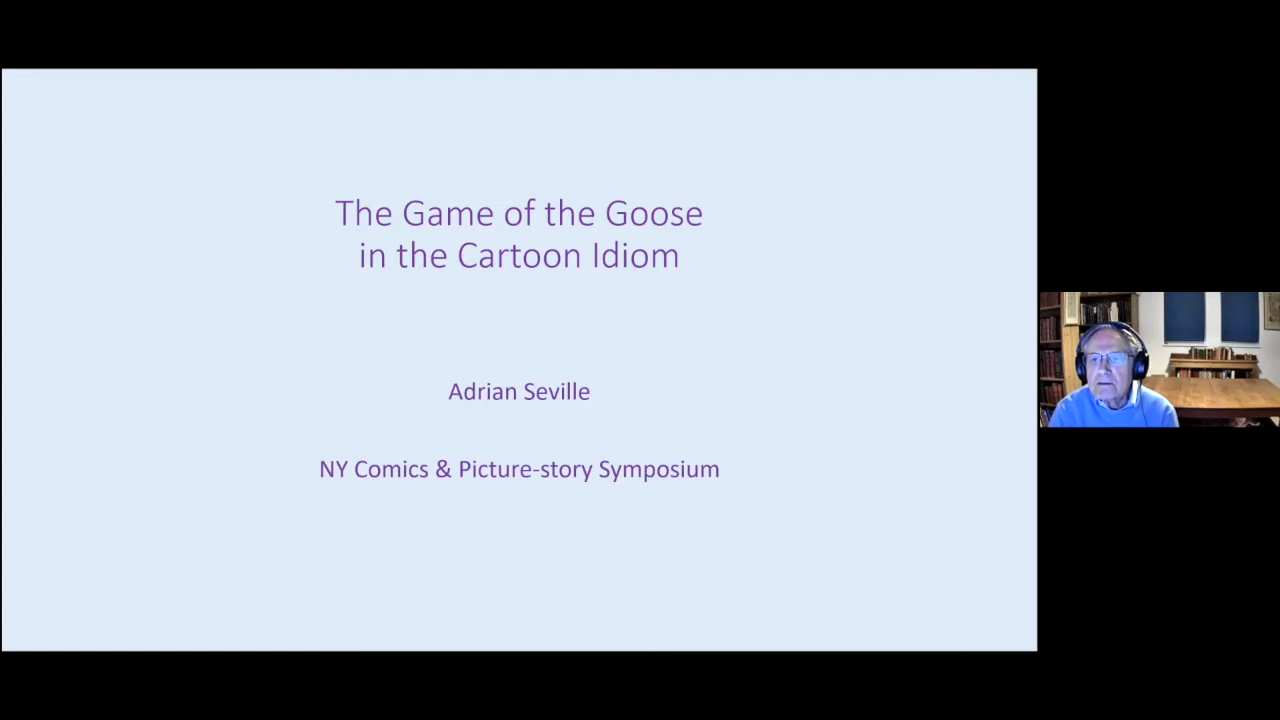 The Game of the Goose
in the Cartoon Idiom
Adrian Seville
NY Comics & Picture-story Symposium